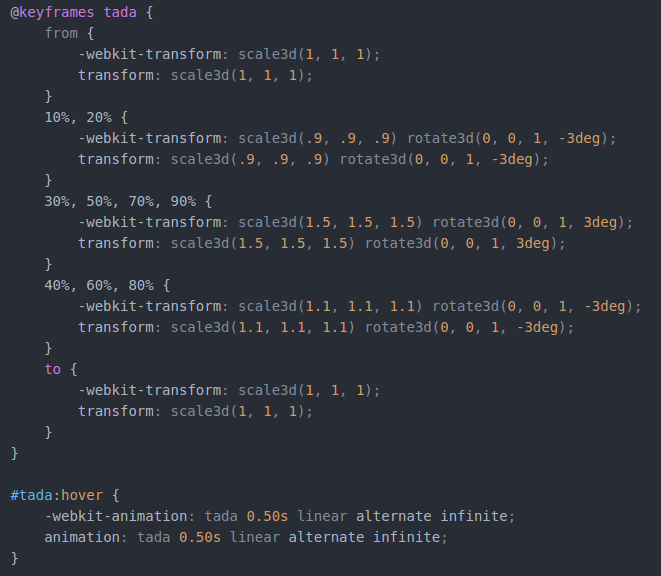 @keyframes tada {
    from {
        -webkit-transform: scale3d(1, 1, 1);
        transform: scale3d(1, 1, 1);
    }
    10%, 20% {
        -webkit-transform: scale3d(.9, .9, .9) rotate3d(0, 0, 1, -3deg);
        transform: scale3d(.9, .9, .9) rotate3d(0, 0, 1, -3deg);
    }
    30%, 50%, 70%, 90% {
        -webkit-transform: scale3d(1.5, 1.5, 1.5) rotate3d(0, 0, 1, 3deg);
        transform: scale3d(1.5, 1.5, 1.5) rotate3d(0, 0, 1, 3deg);
    }
    40%, 60%, 80% {
        -webkit-transform: scale3d(1.1, 1.1, 1.1) rotate3d(0, 0, 1, -3deg);
        transform: scale3d(1.1, 1.1, 1.1) rotate3d(0, 0, 1, -3deg);
    }
    to {
        -webkit-transform: scale3d(1, 1, 1);
        transform: scale3d(1, 1, 1);
    }
}

#tada:hover {
    -webkit-animation: tada 0.50s linear alternate infinite;
    animation: tada 0.50s linear alternate infinite;
}